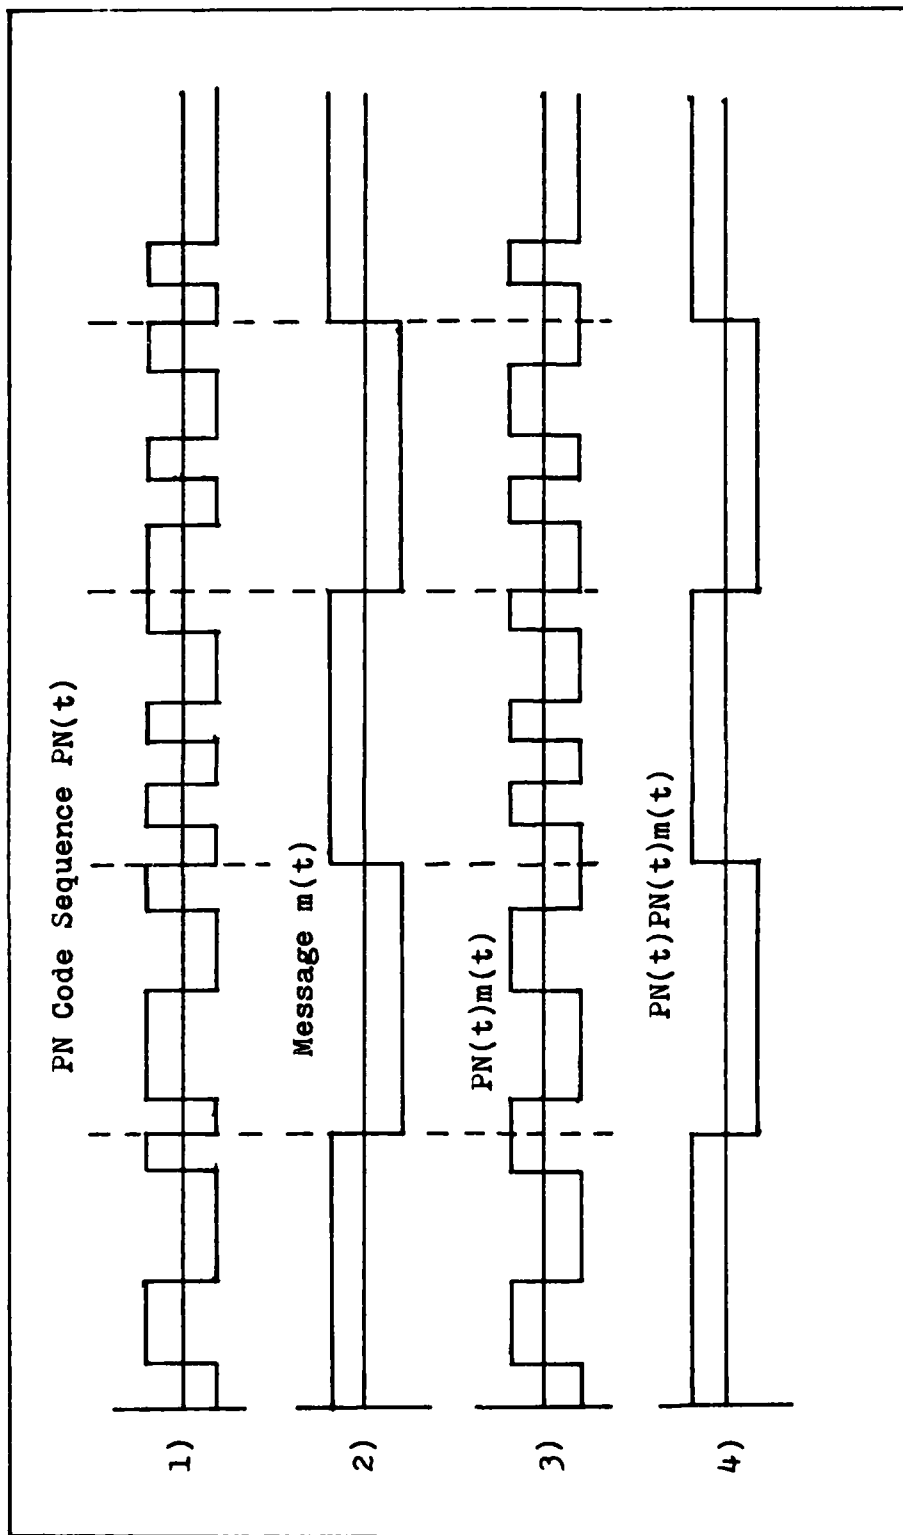 1)
PN Code Sequence PN(t)
2)
Message m(t)
3)
PN(t)m(t)
4)
PN(t)PN(t)m(t)